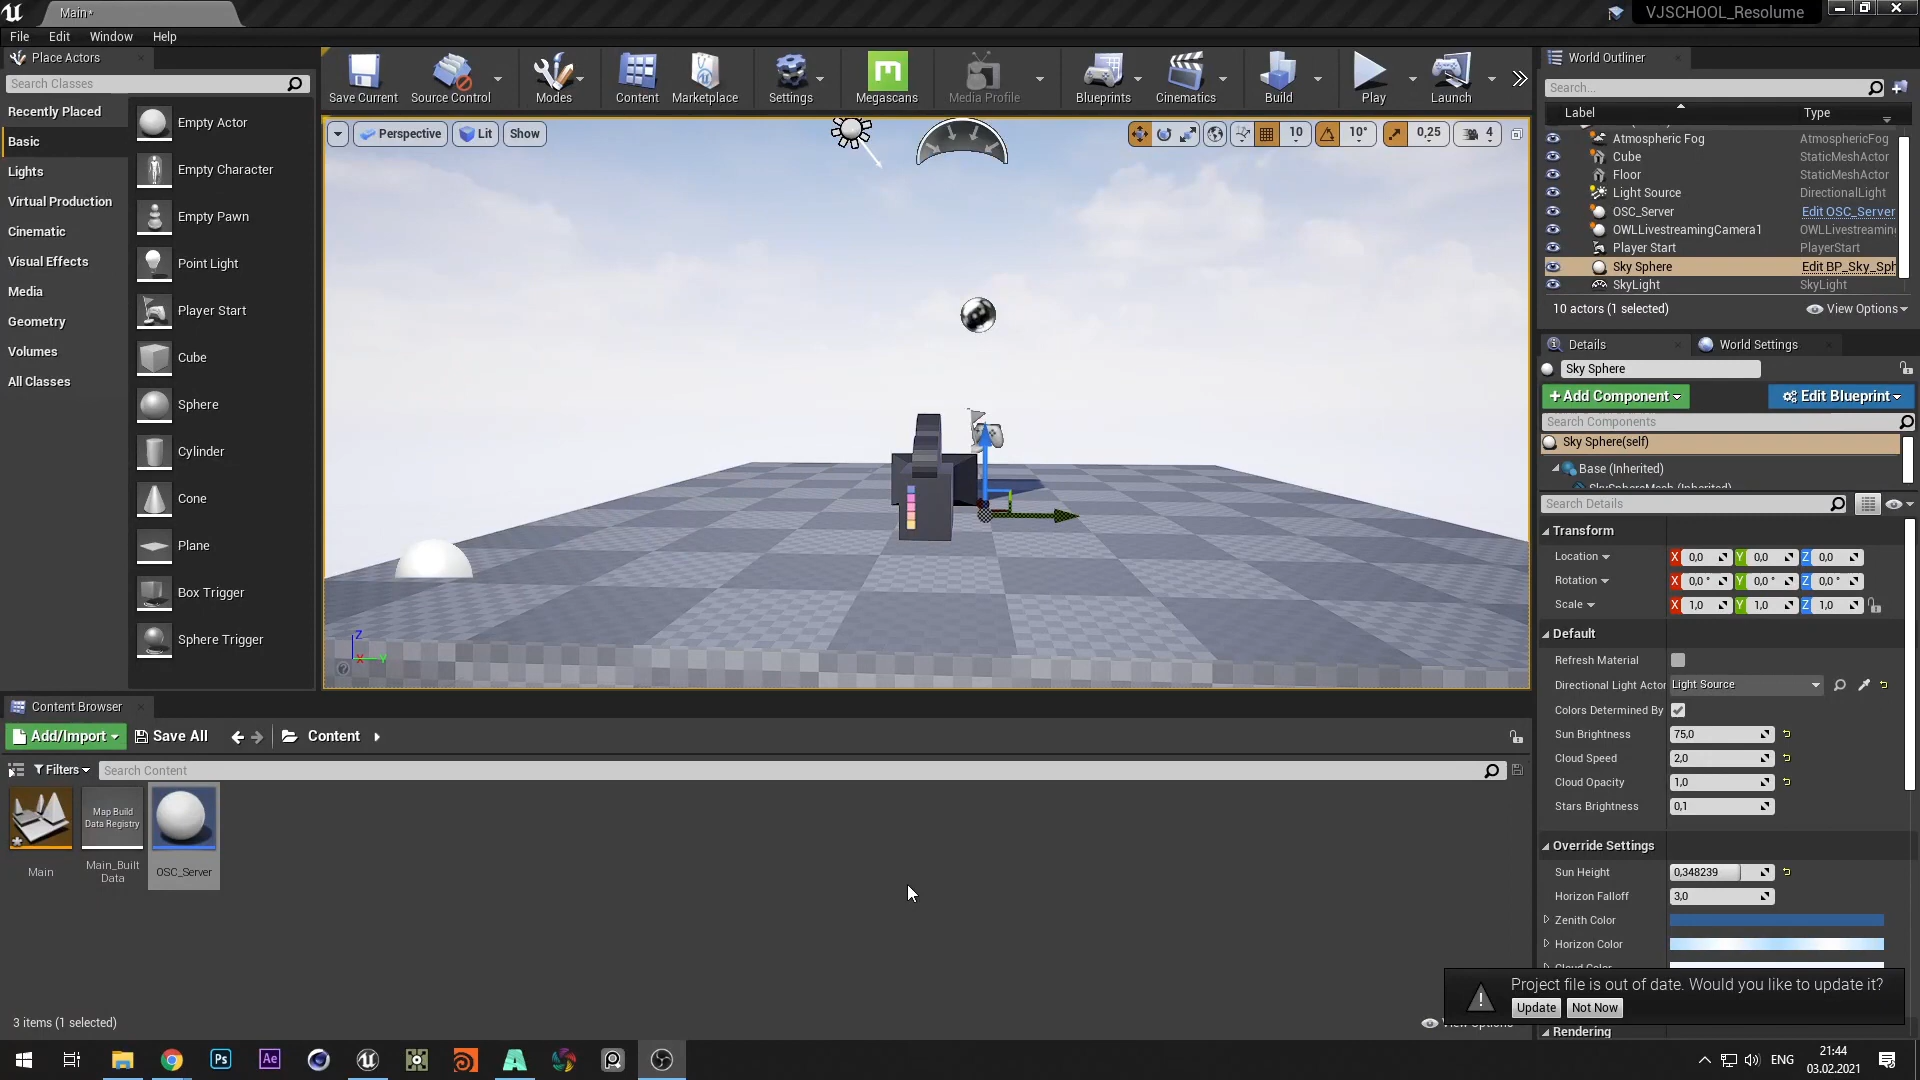 Main*
VJSCHOOL_Resolume
File Edit Window Help
Place Actors
Search Classes
Recently Placed
Basic
Lights
Virtual Production
Cinematic
Visual Effects
Media
Geometry
Volumes
All Classes
Empty Actor
Empty Character
Empty Pawn
Point Light
Player Start
Cube
Sphere
Cylinder
Cone
Plane
Box Trigger
Sphere Trigger
Save Current Source Control Modes Content Marketplace Settings Megascans Media Profile Blueprints Cinematics Build Play Launch
Perspective Lit Show
10 10° 0,25 4
Z
X Y
World Outliner
Search...
Label Type
Atmospheric Fog AtmosphericFog
Cube StaticMeshActor
Floor StaticMeshActor
Light Source DirectionalLight
OSC_Server Edit OSC_Server
OWLLivestreamingCamera1 OWLLivestreaming
Player Start PlayerStart
Sky Sphere Edit BP_Sky_Sph
SkyLight SkyLight
10 actors (1 selected) View Options
Details World Settings
Sky Sphere
+Add Component Edit Blueprint
Search Components
Sky Sphere(self)
Base (Inherited)
SkySphereMesh (Inherited)
Search Details
Transform
Location X 0,0 Y 0,0 Z 0,0
Rotation X 0,0 ° Y 0,0 ° Z 0,0 °
Scale X 1,0 Y 1,0 Z 1,0
Default
Refresh Material
Directional Light Actor Light Source
Colors Determined By
Sun Brightness 75,0
Cloud Speed 2,0
Cloud Opacity 1,0
Stars Brightness 0,1
Override Settings
Sun Height 0,348239
Horizon Falloff 3,0
Zenith Color
Horizon Color
Cloud Color
Project file is out of date. Would you like to update it?
Update Not Now
Rendering
Content Browser
Add/Import Save All Content
Filters Search Content
Map Build
Data Registry
Main
Main_Built
Data
OSC_Server
3 items (1 selected)
View Options
Ps Ae
ENG
21:44
03.02.2021